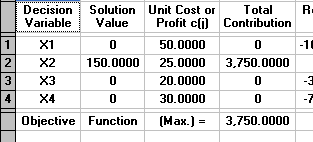 Decision Solution Unit Cost or Total
Variable Value Profit c(j) Contribution
1 X1 0 50.0000 0
2 X2 150.0000 25.0000 3,750.0000
3 X3 0 20.0000 0
4 X4 0 30.0000 0
Objective Function (Max.) = 3,750.0000